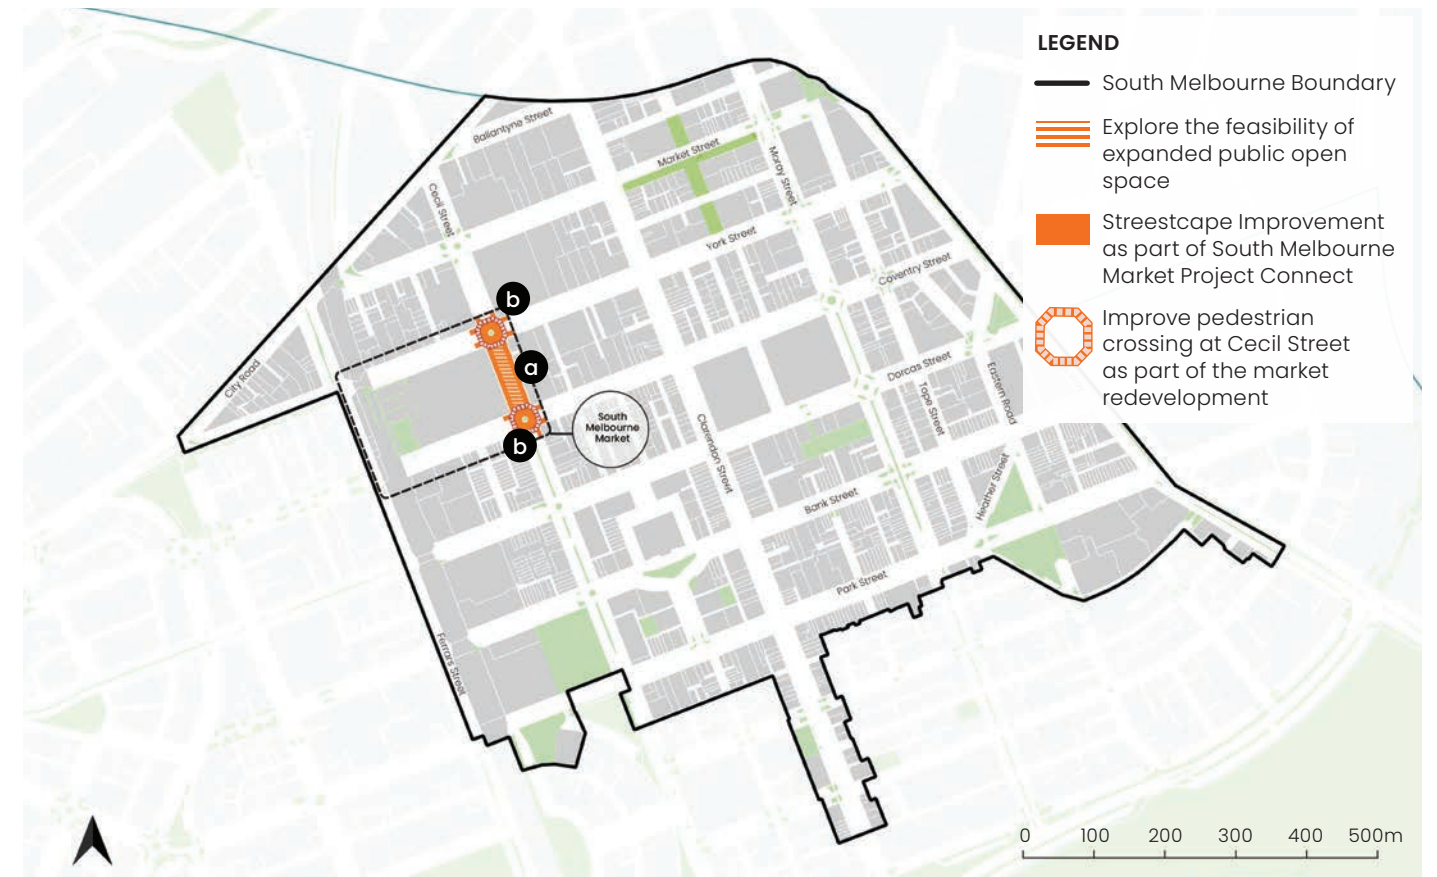 LEGEND
South Melbourne Boundary
Explore the feasibility of
expanded public open
space
Streestcape Improvement
as part of South Melbourne
Market Project Connect
Improve pedestrian
crossing at Cecil Street
as part of the market
redevelopment
Ballantyne Street
Market Street
Moray Street
Cecil Street
York Street
Coventry Street
b
a
City Road
Dorcas Street
Eastern Road
Tope Street
South
Melbourne
Market
b
Clarendon Street
Heather Street
Bank Street
Park Street
Ferrars Street
0 100 200 300 400 500m